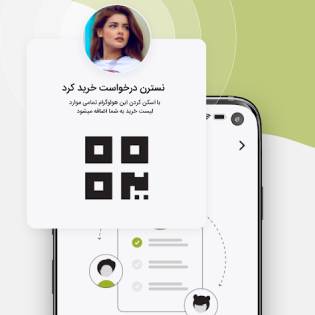 نسترن درخواست خرید کرد
با اسکن کردن این هولوگرام تمامی موارد
لیست خرید به شما اضافه میشود